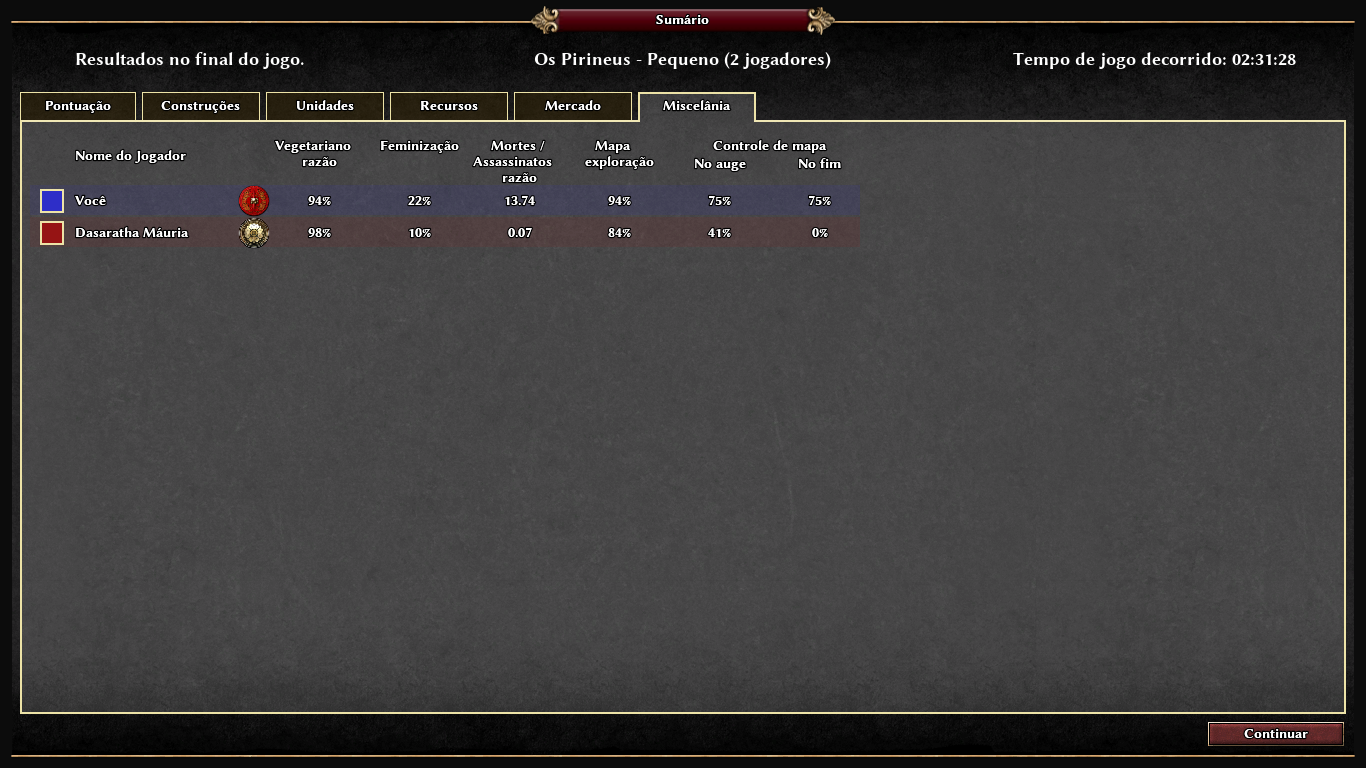 Sumário
Resultados no final do jogo.
Os Pirineus - Pequeno (2 jogadores)
Tempo de jogo decorrido: 02:31:28
Pontuação
Construções
Unidades
Recursos
Mercado
Miscelânia
Nome do Jogador
Vegetariano
razão
Feminização
Mortes /
Assassinatos
razão
Mapa
exploração
Controle de mapa
No auge
No fim
Você 94% 22% 13.74 94% 75% 75%
Dasaratha Máuria 98% 10% 0.07 84% 41% 0%
Continuar